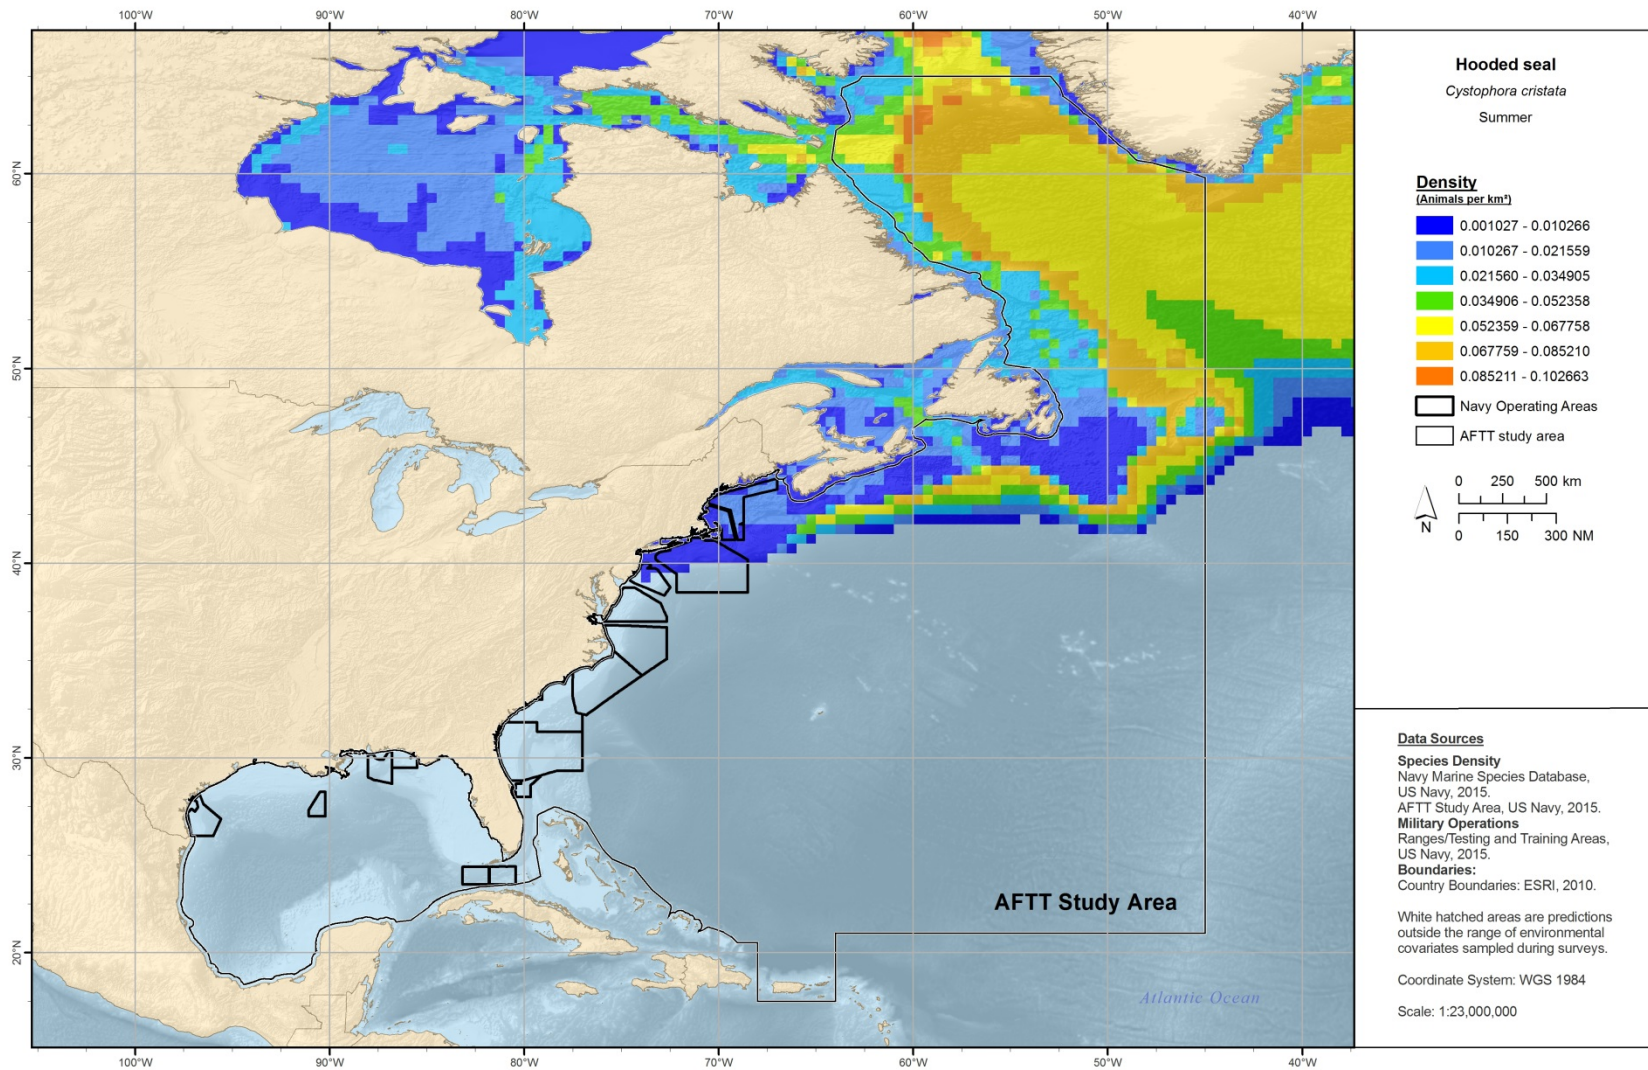 100°W 90°W 80°W 70°W 60°W 50°W 40°W
60°N
50°N
40°N
30°N
20°N
AFTT Study Area
Atlantic Ocean
100°W 90°W 80°W 70°W 60°W 50°W 40°W
Hooded seal
Cystophora cristata
Summer
Density
(Animals per km²)
0.001027 - 0.010266
0.010267 - 0.021559
0.021560 - 0.034905
0.034906 - 0.052358
0.052359 - 0.067758
0.067759 - 0.085210
0.085211 - 0.102663
Navy Operating Areas
AFTT study area
N
0 250 500 km
0 150 300 NM
Data Sources
Species Density
Navy Marine Species Database,
US Navy, 2015.
AFTT Study Area, US Navy, 2015.
Military Operations
Ranges/Testing and Training Areas,
US Navy, 2015.
Boundaries:
Country Boundaries: ESRI, 2010.
White hatched areas are predictions
outside the range of environmental
covariates sampled during surveys.
Coordinate System: WGS 1984
Scale: 1:23,000,000